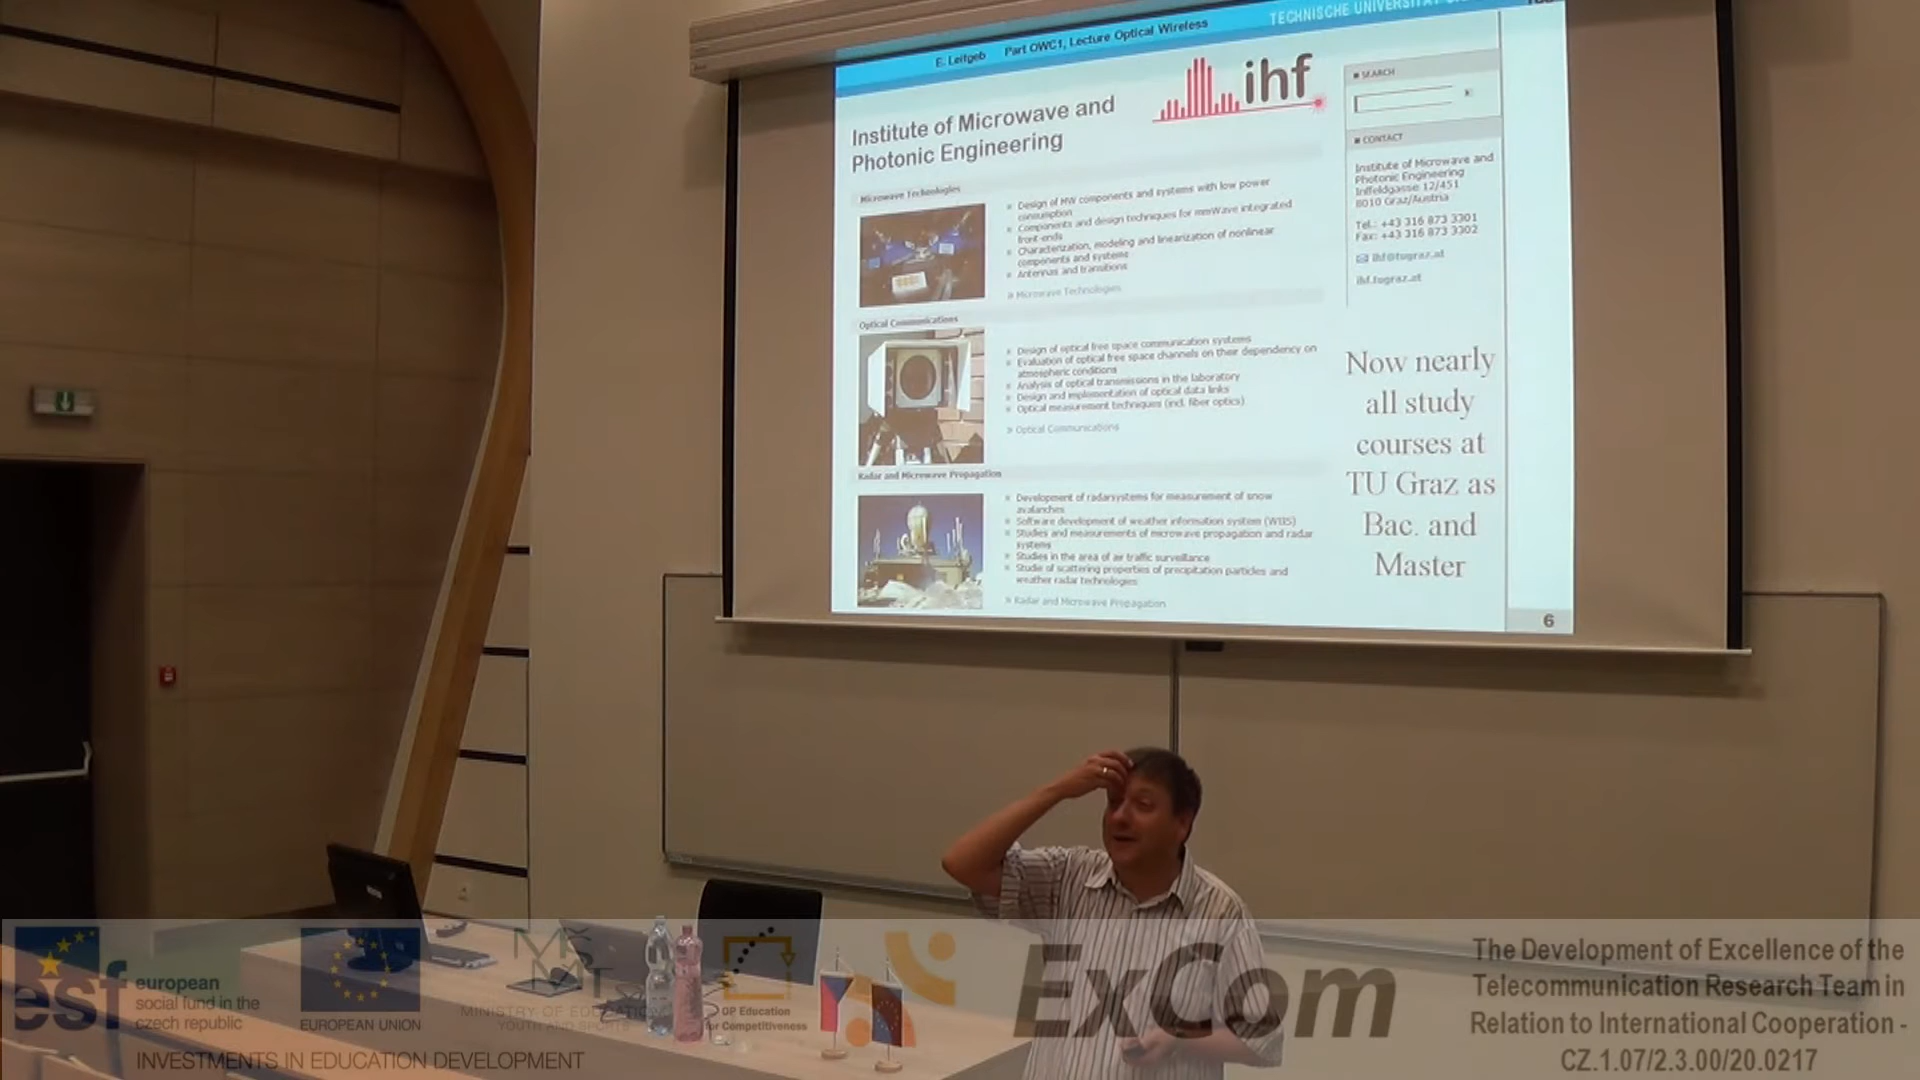 E. Leitgeb Part OWC1, Lecture Optical Wireless
TECHNISCHE
ihf
Institute of Microwave and
Photonic Engineering
Microwave Technologies
Design of MW components and systems with low power
consumption
Components and design techniques for mmWave integrated
front-ends
Characterization, modeling and linearization of nonlinear
components and systems
Antennas and transitions
» Microwave Technologies
Optical Communications
Design of optical free space communication systems
Evaluation of optical free space channels on their dependency on
atmospheric conditions
Analysis of optical transmissions in the laboratory
Design and implementation of optical data links
Optical measurement techniques (incl. fiber optics)
» Optical Communications
Radar and Microwave Propagation
Development of radarsystems for measurement of snow
avalanches
Software development of weather information system (WIIS)
Studies and measurements of microwave propagation and radar
systems
Studies in the area of air traffic surveillance
Studie of scattering properties of precipitation particles and
weather radar technologies
» Radar and Microwave Propagation
SEARCH
CONTACT
Institute of Microwave and
Photonic Engineering
Inffeldgasse 12/451
8010 Graz/Austria
Tel.: +43 316 873 3301
Fax: +43 316 873 3302
ihf@tugraz.at
ihf.tugraz.at
Now nearly
all study
courses at
TU Graz as
Bac. and
Master
6
esf
european
social fund in the
czech republic
EUROPEAN UNION
MŠMT
MINISTRY OF EDUCATION,
YOUTH AND SPORTS
OP Education
for Competitiveness
INVESTMENTS IN EDUCATION DEVELOPMENT
ExCom
The Development of Excellence of the
Telecommunication Research Team in
Relation to International Cooperation -
CZ.1.07/2.3.00/20.0217